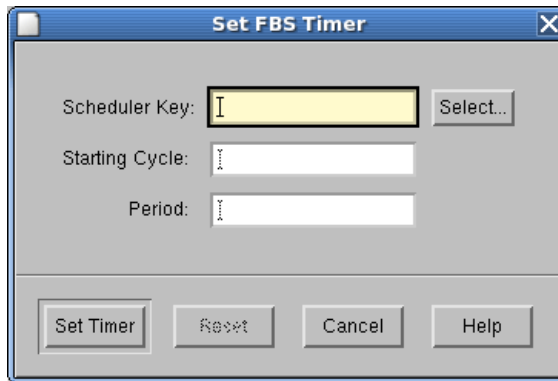 Set FBS Timer
Scheduler Key: Select...
Starting Cycle:
Period:
Set Timer Reset Cancel Help